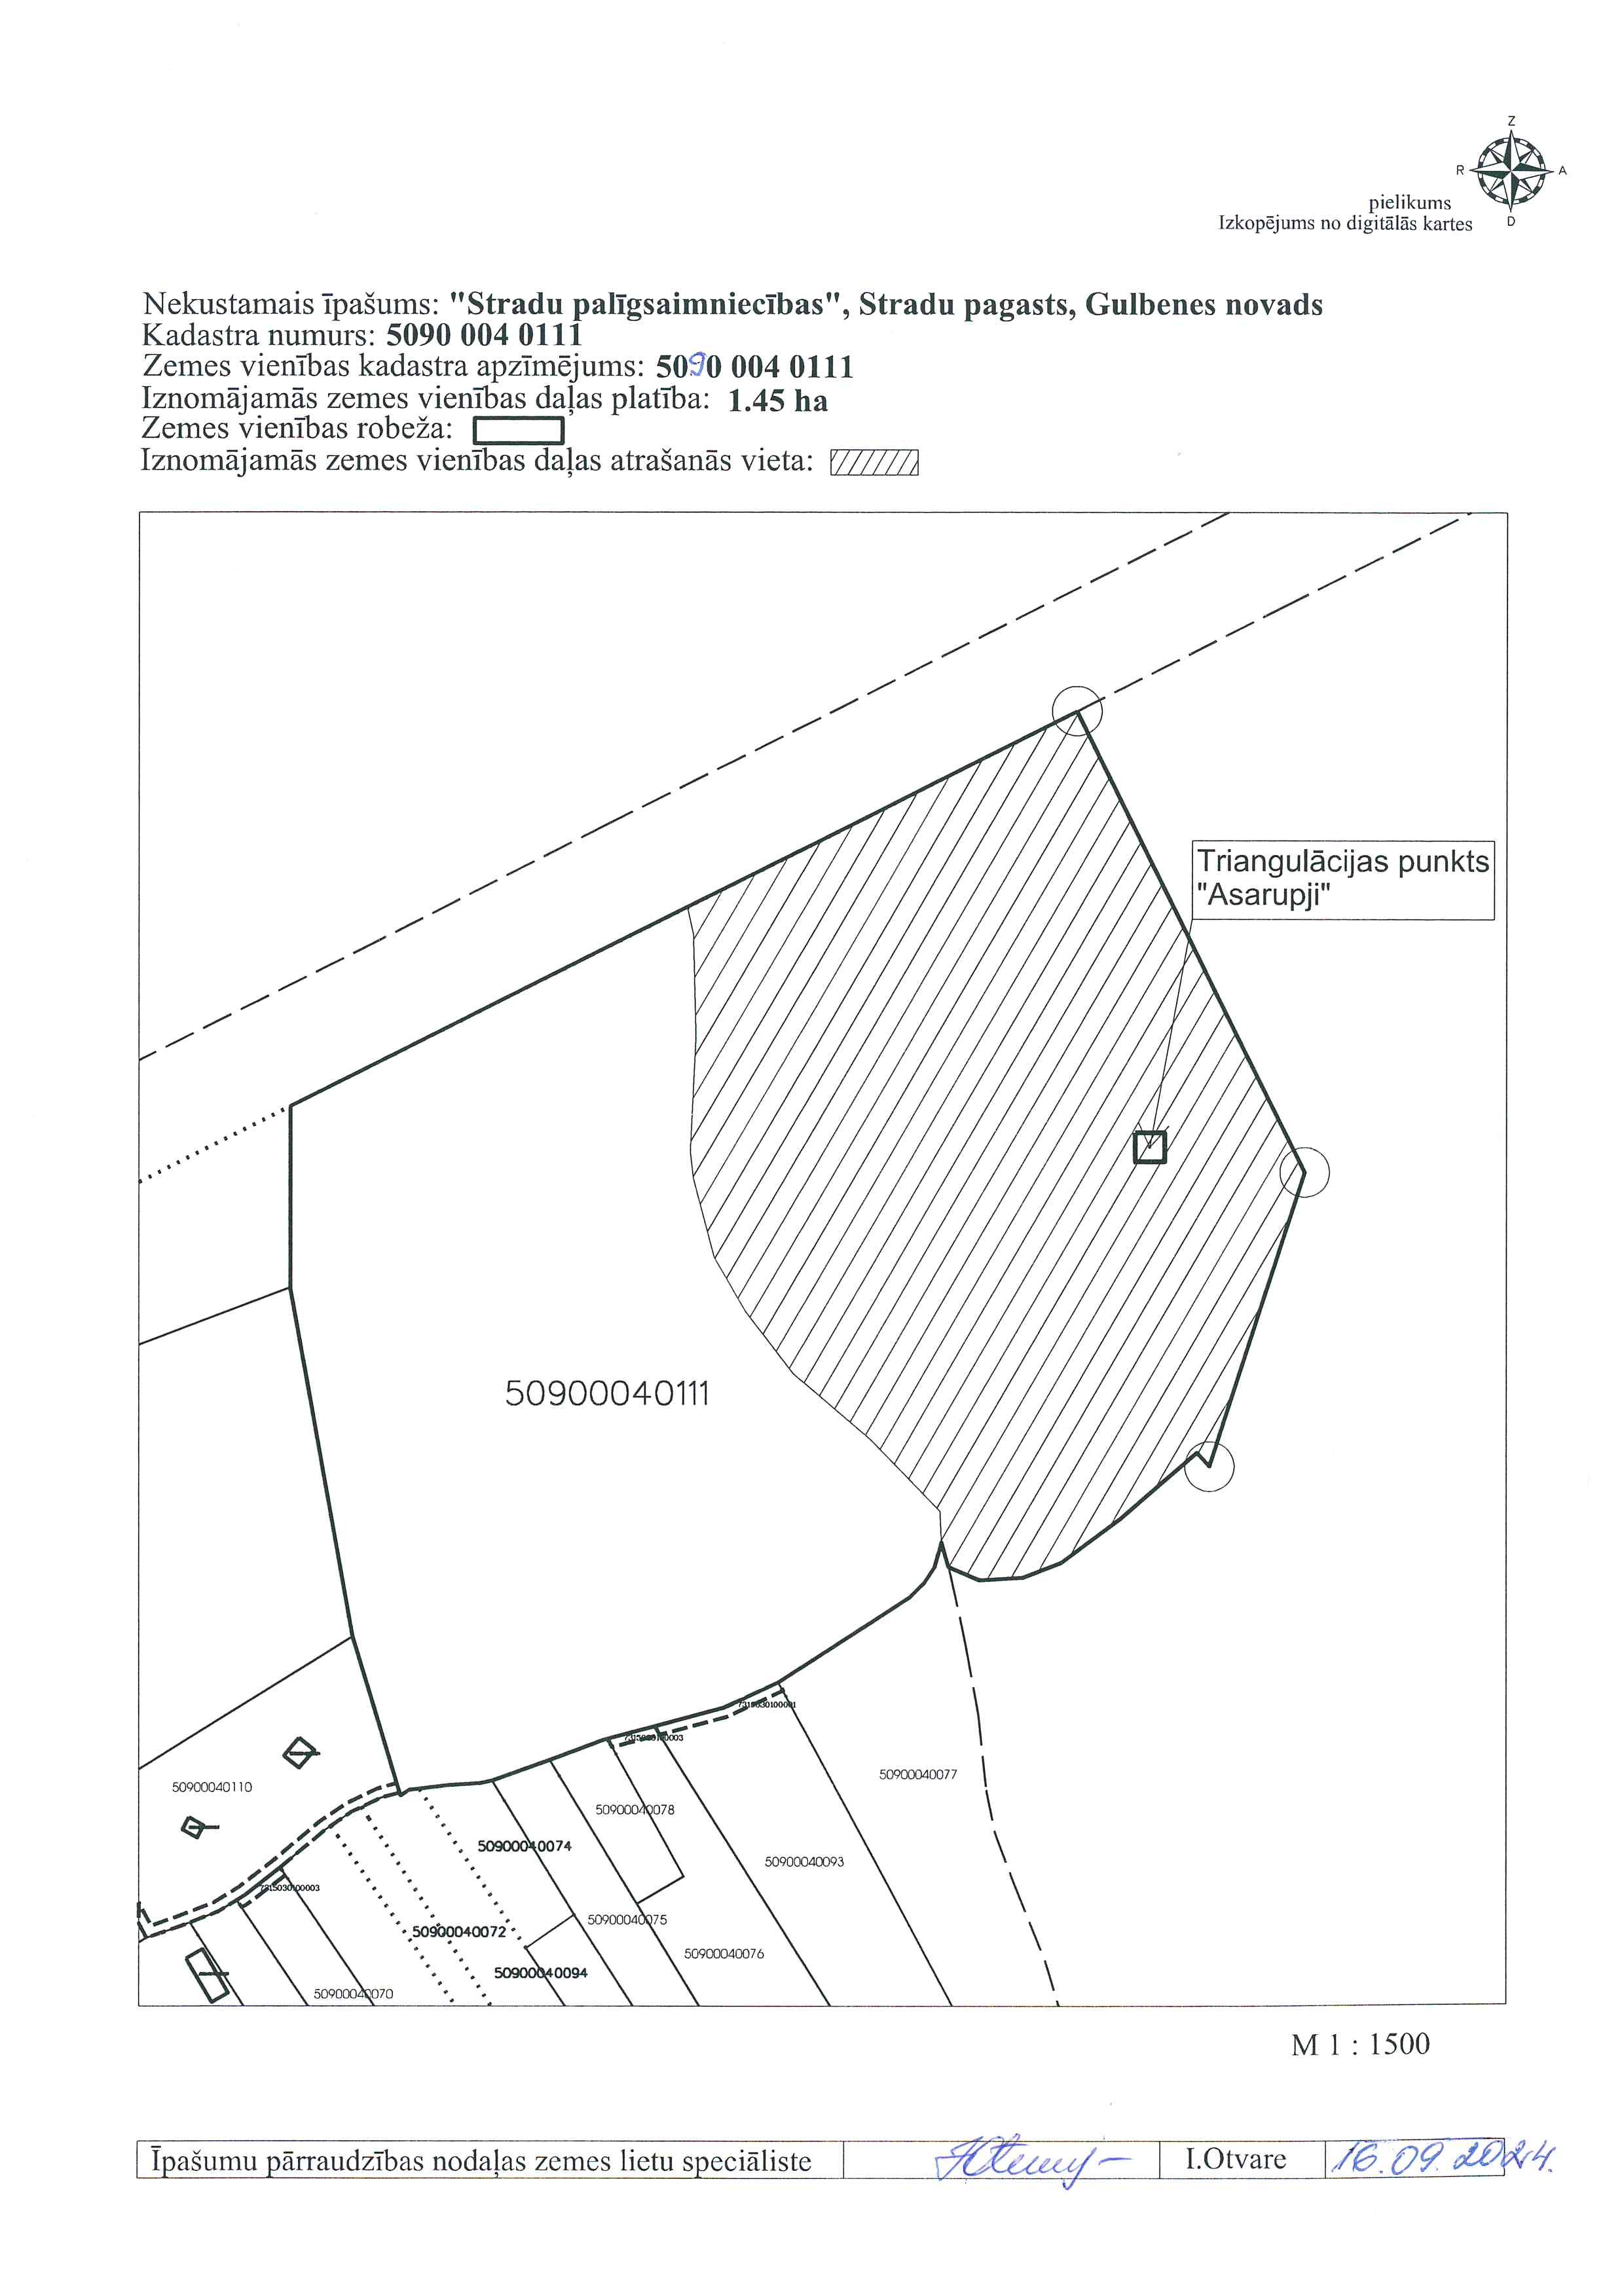 Z
R
A
D
pielikums
Izkopējums no digitālās kartes
Nekustamais īpašums: "Stradu palīgsaimniecības", Stradu pagasts, Gulbenes novads
Kadastra numurs: 5090 004 0111
Zemes vienības kadastra apzīmējums: 5090 004 0111
Iznomājamās zemes vienības daļas platība: 1.45 ha
Zemes vienības robeža:
Iznomājamās zemes vienības daļas atrašanās vieta:
Triangulācijas punkts
"Asarupji"
50900040111
73150301000
50900040077
50900040110
50900040078
50900040074
50900040093
7315030100003
50900040075
50900040072
50900040076
50900040094
50900040070
M 1 : 1500
Īpašumu pārraudzības nodaļas zemes lietu speciāliste
I.Otvare
16.09.2024.